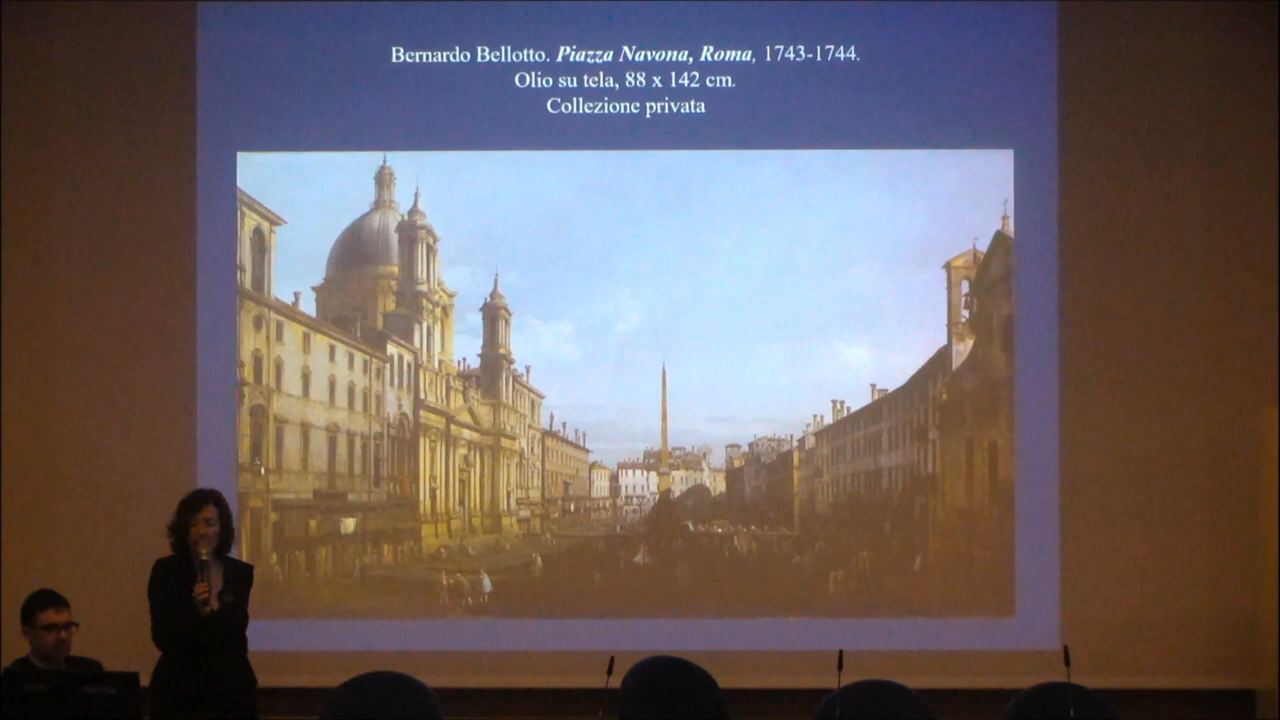 Bernardo Bellotto. Piazza Navona, Roma, 1743-1744.
Olio su tela, 88 x 142 cm.
Collezione privata